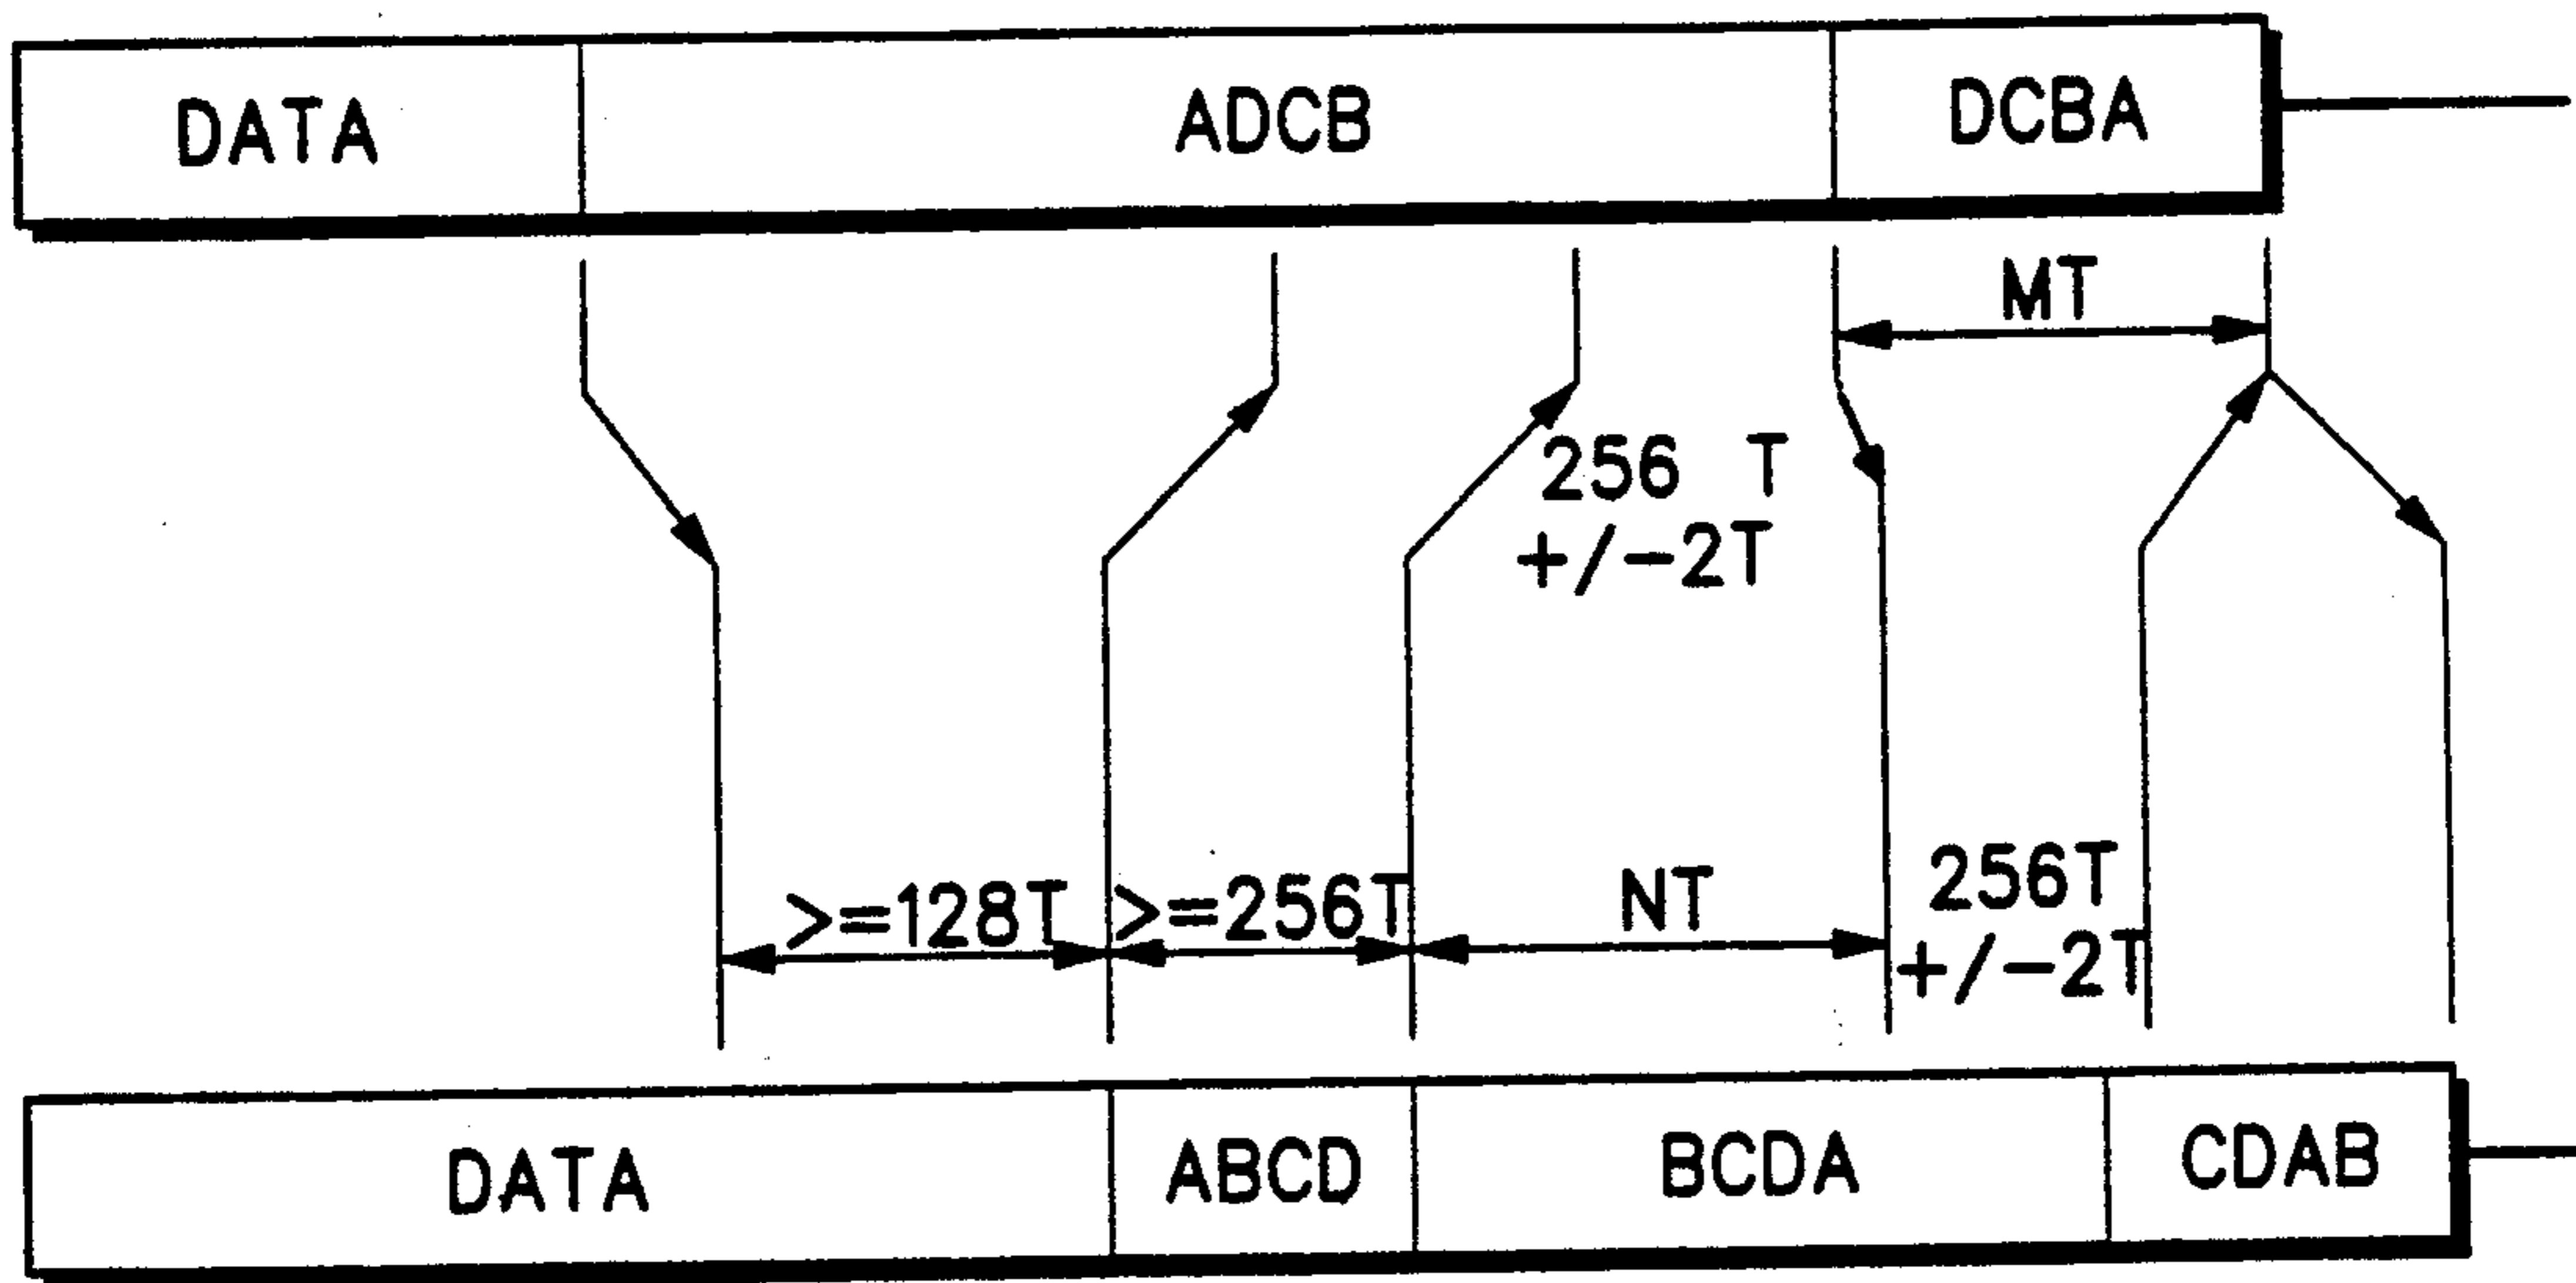 DATA ADCB DCBA
MT
256 T
+/-2T
>=128T >=256T NT 256T
+/-2T
DATA ABCD BCDA CDAB